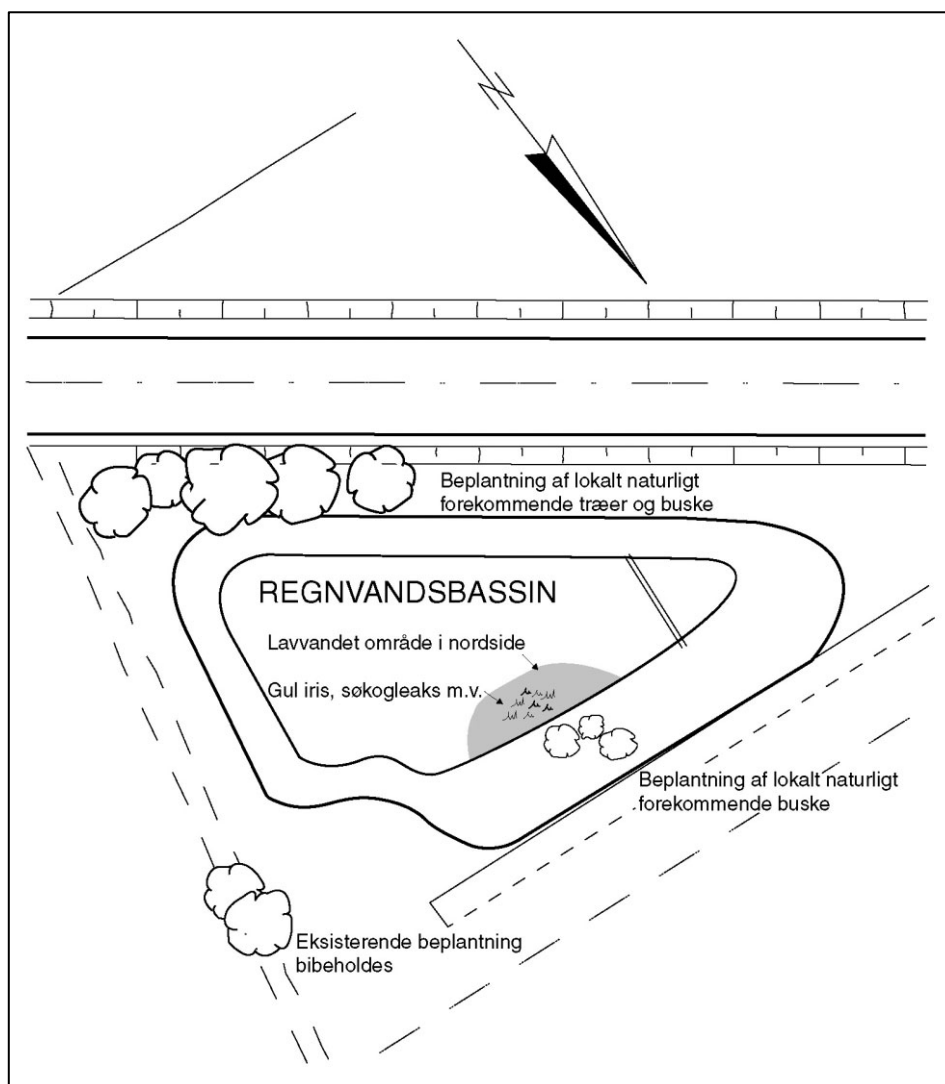 Beplantning af lokalt naturligt
forekommende træer og buske
REGNVANDSBASSIN
Lavvandet område i nordside
Gul iris, søkogleaks m.v.
Beplantning af lokalt naturligt
forekommende buske
Eksisterende beplantning
bibeholdes